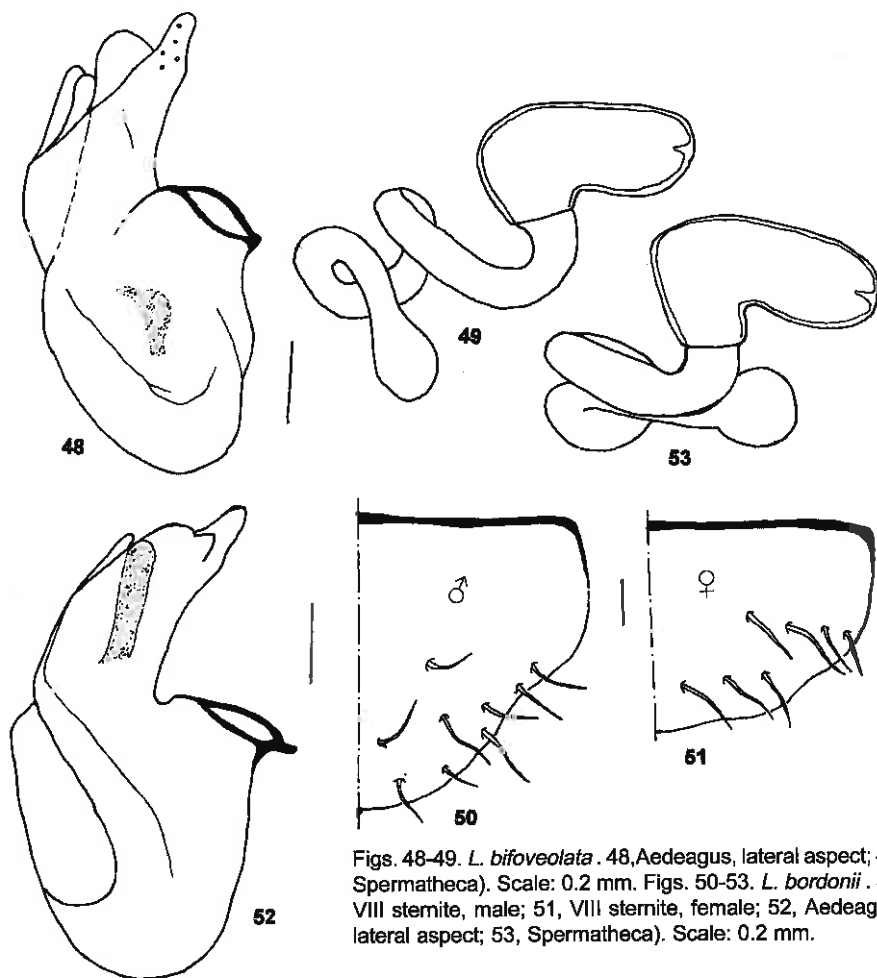 48
49
53
♂
♀
50
51
52
Figs. 48-49. L. bifoveolata . 48,Aedeagus, lateral aspect;
Spermatheca). Scale: 0.2 mm. Figs. 50-53. L. bordonii .
VIII sternite, male; 51, VIII sternite, female; 52,
lateral aspect; 53, Spermatheca). Scale: 0.2 mm.